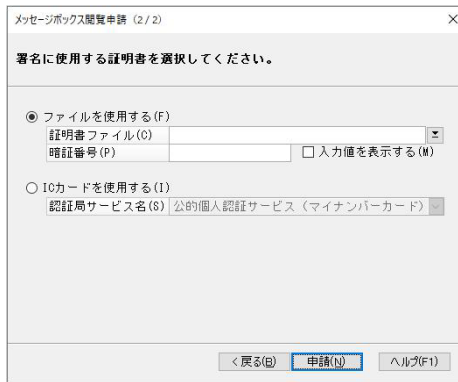 メッセージボックス閲覧申請（2/2）
署名に使用する証明書を選択してください。
ファイルを使用する(F)
証明書ファイル(C)
暗証番号(P)
入力値を表示する(M)
ICカードを使用する(I)
認証局サービス名(S) 公的個人認証サービス（マイナンバーカード）
＜戻る(B) 申請(N) ヘルプ(F1)